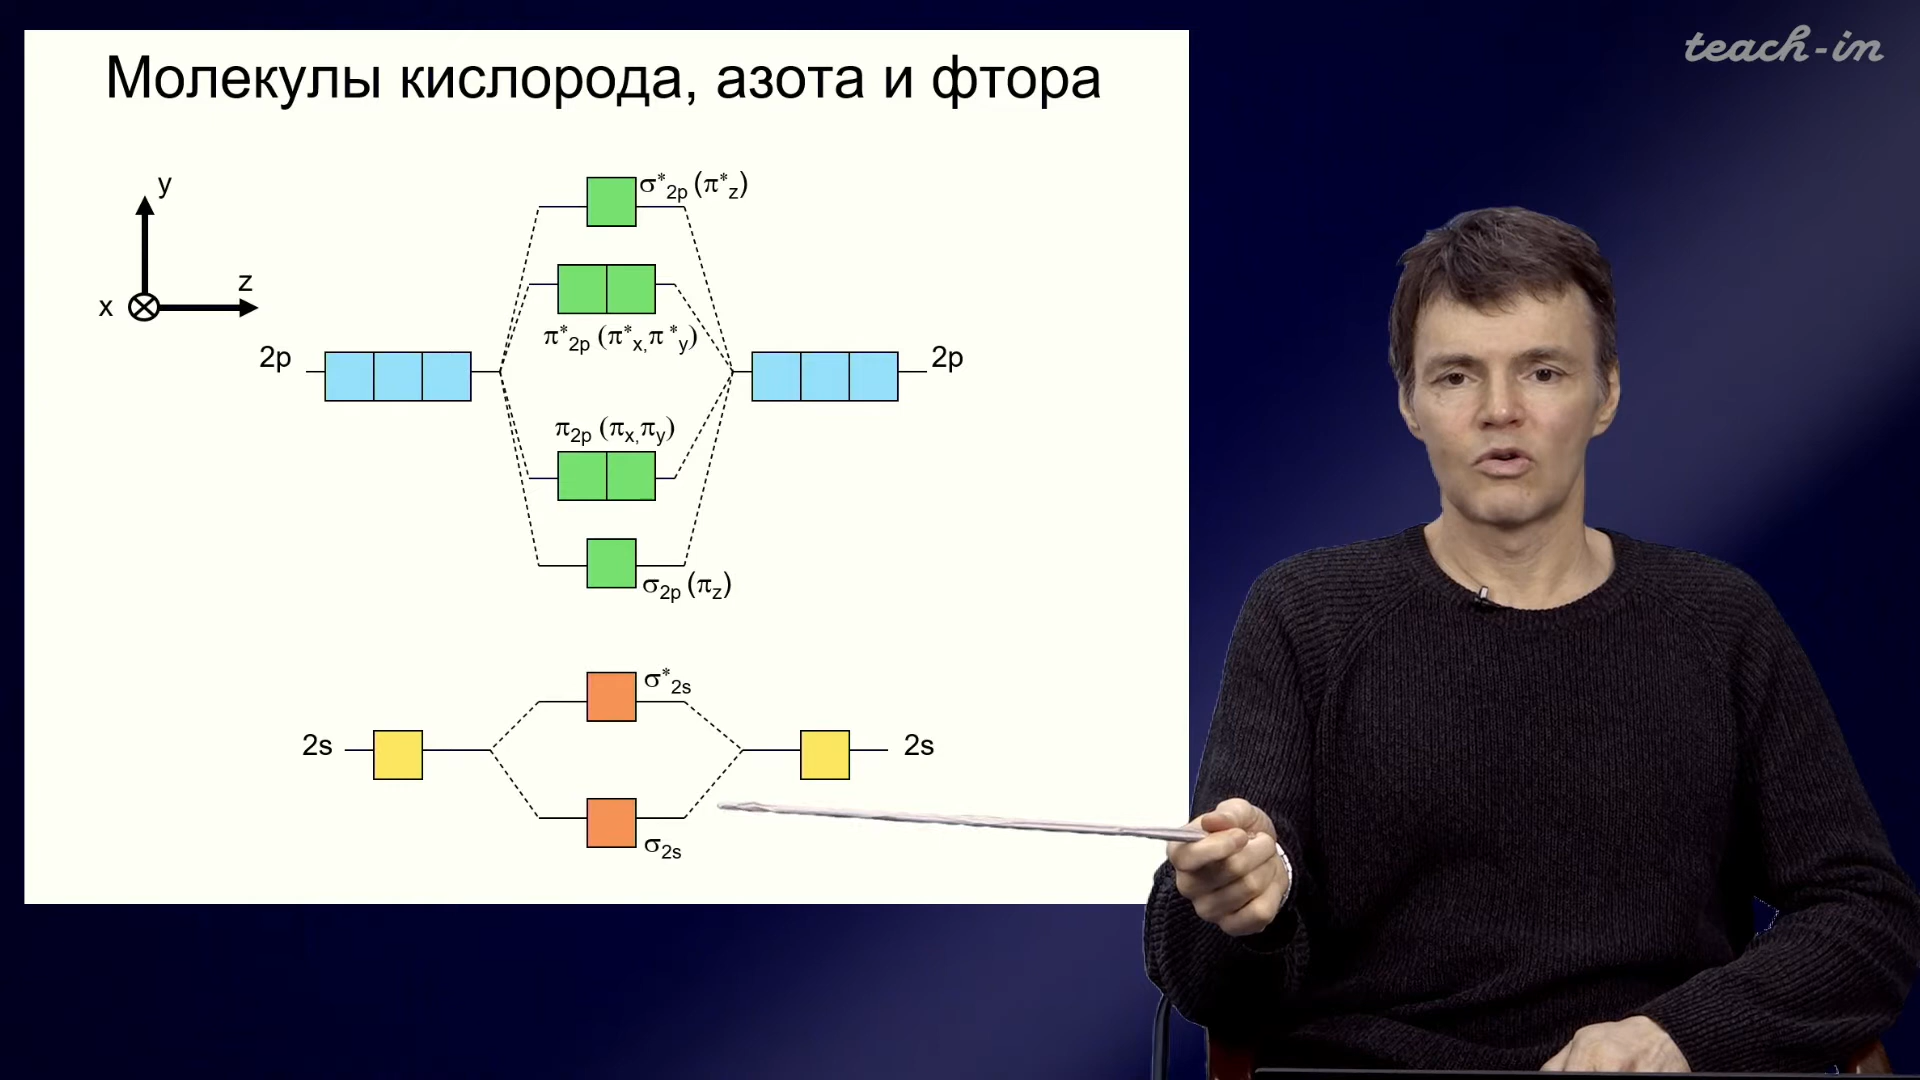 teach-in
Молекулы кислорода, азота и фтора
y
z
x
σ*2p (π*z)
π*2p (π*x,π*y)
2p
2p
π2p (πx,πy)
σ2p (πz)
σ*2s
2s
2s
σ2s